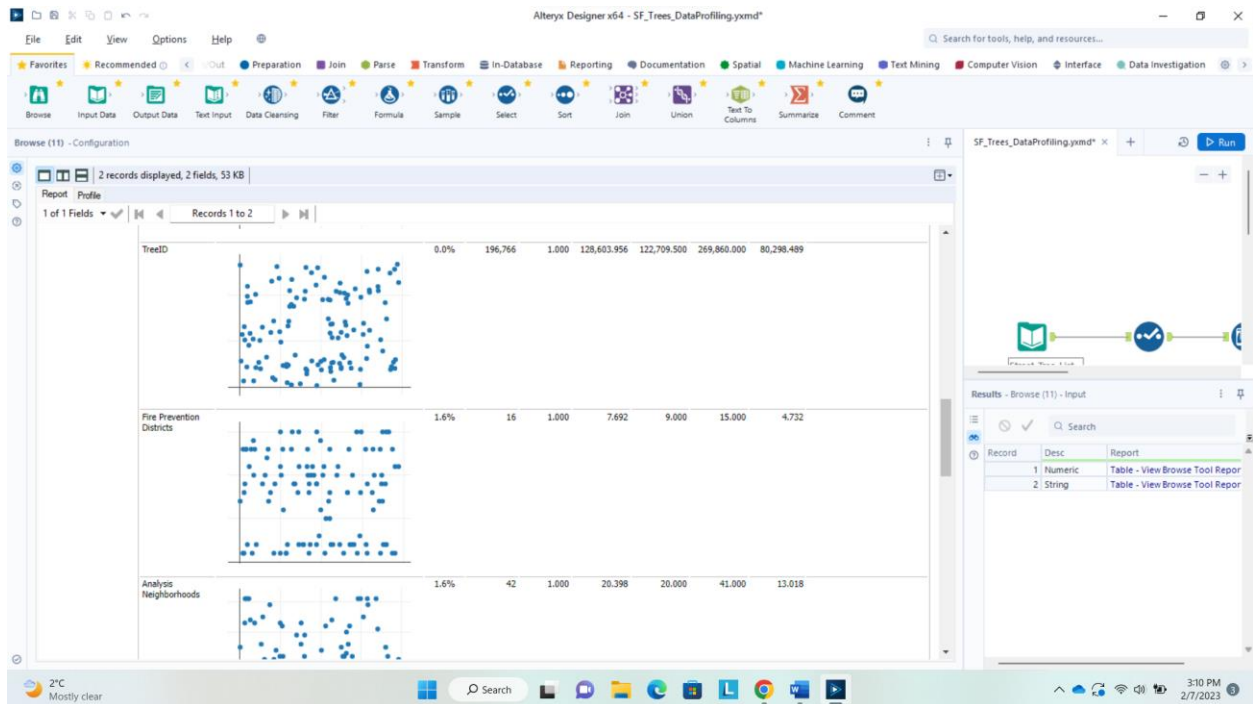 Alteryx Designer x64 - SF_Trees_DataProfiling.yxmd*
File Edit View Options Help
Search for tools, help, and resources...
Favorites Recommended Out Preparation Join Parse Transform In-Database Reporting Documentation Spatial Machine Learning Text Mining Computer Vision Interface Data Investigation
Browse Input Data Output Data Text Input Data Cleansing Filter Formula Sample Select Sort Join Union Text To Columns Summarize Comment
Browse (11) - Configuration
SF_Trees_DataProfiling.yxmd*
Run
2 records displayed, 2 fields, 53 KB
Report Profile
1 of 1 Fields Records 1 to 2
TreeID 0.0% 196,766 1.000 128,603.956 122,709.500 269,860.000 80,298.489
Fire Prevention Districts 1.6% 16 1.000 7.692 9.000 15.000 4.732
Analysis Neighborhoods 1.6% 42 1.000 20.398 20.000 41.000 13.018
Results - Browse (11) - Input
Search
Record Desc Report
1 Numeric Table - View Browse Tool Repor
2 String Table - View Browse Tool Repor
2°C
Mostly clear
Search
3:10 PM
2/7/2023